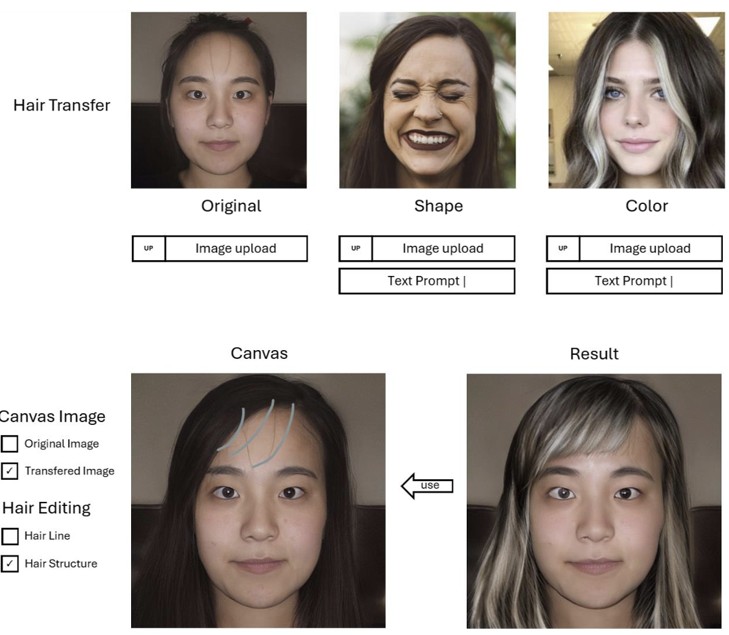 Hair Transfer
Original
Shape
Color
UP Image upload
UP Image upload
UP Image upload
Text Prompt |
Text Prompt |
Canvas
Result
Canvas Image
Original Image
✓ Transfered Image
Hair Editing
Hair Line
✓ Hair Structure
use